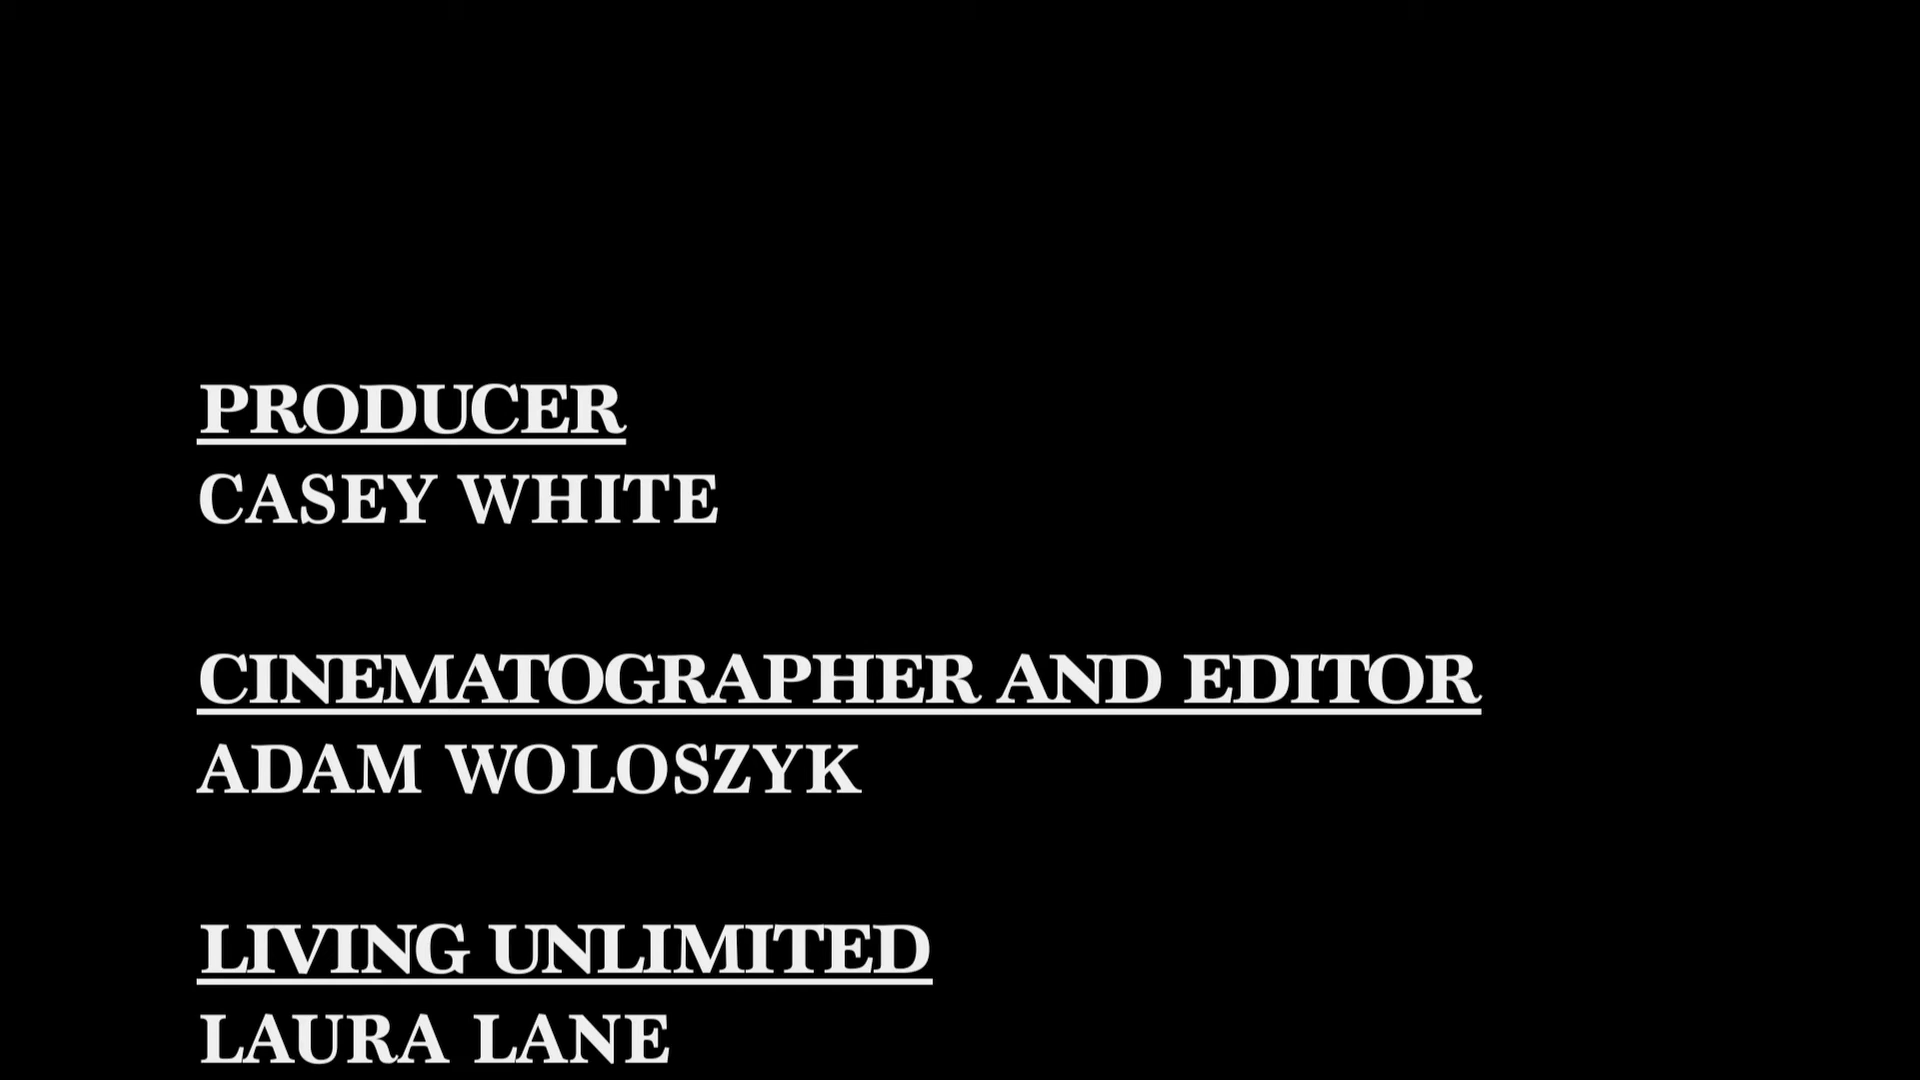 PRODUCER
CASEY WHITE
CINEMATOGRAPHER AND EDITOR
ADAM WOLOSZYK
LIVING UNLIMITED
LAURA LANE